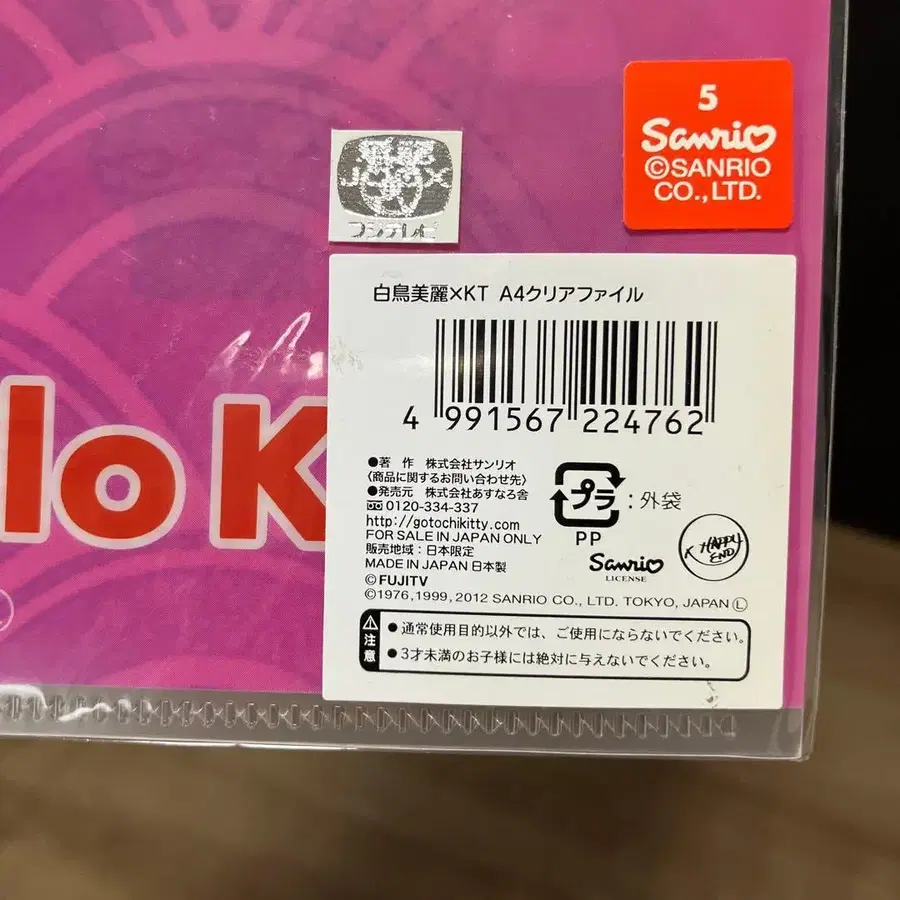 5
Sanrio
©SANRIO
CO.,LTD.
フジテレビ
白鳥美麗×KT A4クリアファイル
4 991567 224762
lo K
●著 作 株式会社サンリオ
〈商品に関するお問い合わせ先〉
●発売元 株式会社あすなろ舎
0120-334-337
http://gotochikitty.com
FOR SALE IN JAPAN ONLY
販売地域:日本限定
MADE IN JAPAN 日本製
©FUJITV
©1976,1999, 2012 SANRIO CO., LTD. TOKYO, JAPAN Ⓛ
プラ :外袋
PP
Sanrio
LICENSE
HAPPY
END
注意
●通常使用目的以外では、ご使用にならないでください。
●3才未満のお子様には絶対に与えないでください。